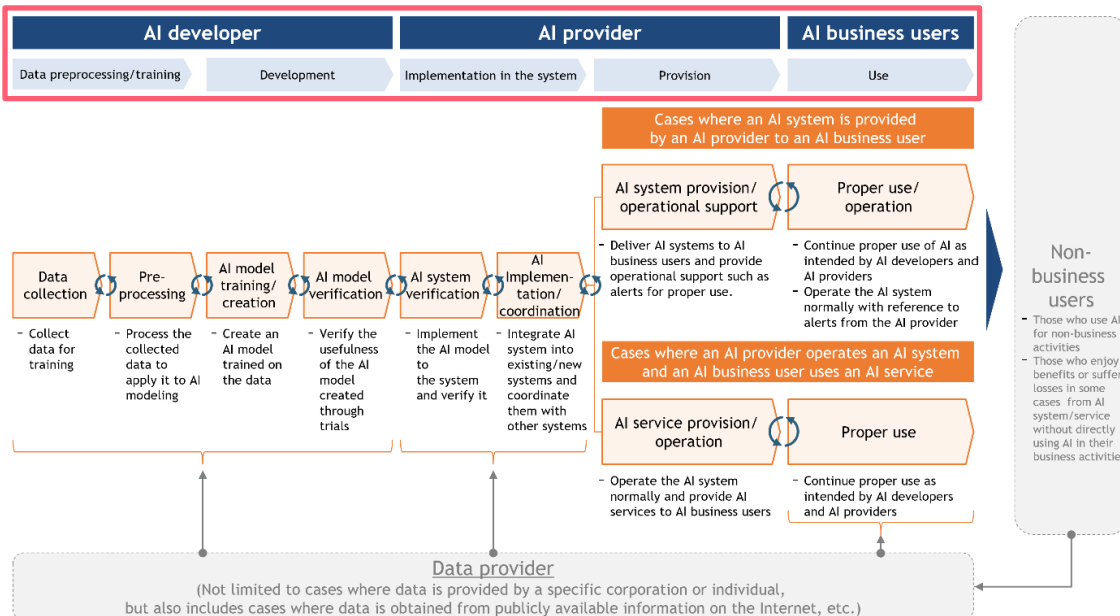 AI developer
AI provider
AI business users
Data preprocessing/training
Development
Implementation in the system
Provision
Use
Cases where an AI system is provided
by an AI provider to an AI business user
AI system provision/
operational support
Proper use/
operation
- Deliver AI systems to AI
business users and provide
operational support such as
alerts for proper use.
- Continue proper use of AI as
intended by AI developers and
AI providers
- Operate the AI system
normally with reference to
alerts from the AI provider
Data
collection
Pre-
processing
AI model
training/
creation
AI model
verification
AI system
verification
AI
Implemen-
tation/
coordination
- Collect
data for
training
- Process the
collected
data to
apply it to AI
modeling
- Create an
AI model
trained on
the data
- Verify the
usefulness
of the AI
model
created
through
trials
- Implement
the AI model
to
the system
and verify it
- Integrate AI
system into
existing/new
systems and
coordinate
them with
other systems
Cases where an AI provider operates an AI system
and an AI business user uses an AI service
AI service provision/
operation
Proper use
- Operate the AI system
normally and provide AI
services to AI business users
- Continue proper use as
intended by AI developers
and AI providers
Non-
business
users
- Those who use AI
for non-business
activities
- Those who enjoy
benefits or suffer
losses in some
cases from AI
system/service
without directly
using AI in their
business activitie
Data provider
(Not limited to cases where data is provided by a specific corporation or individual,
but also includes cases where data is obtained from publicly available information on the Internet, etc.)